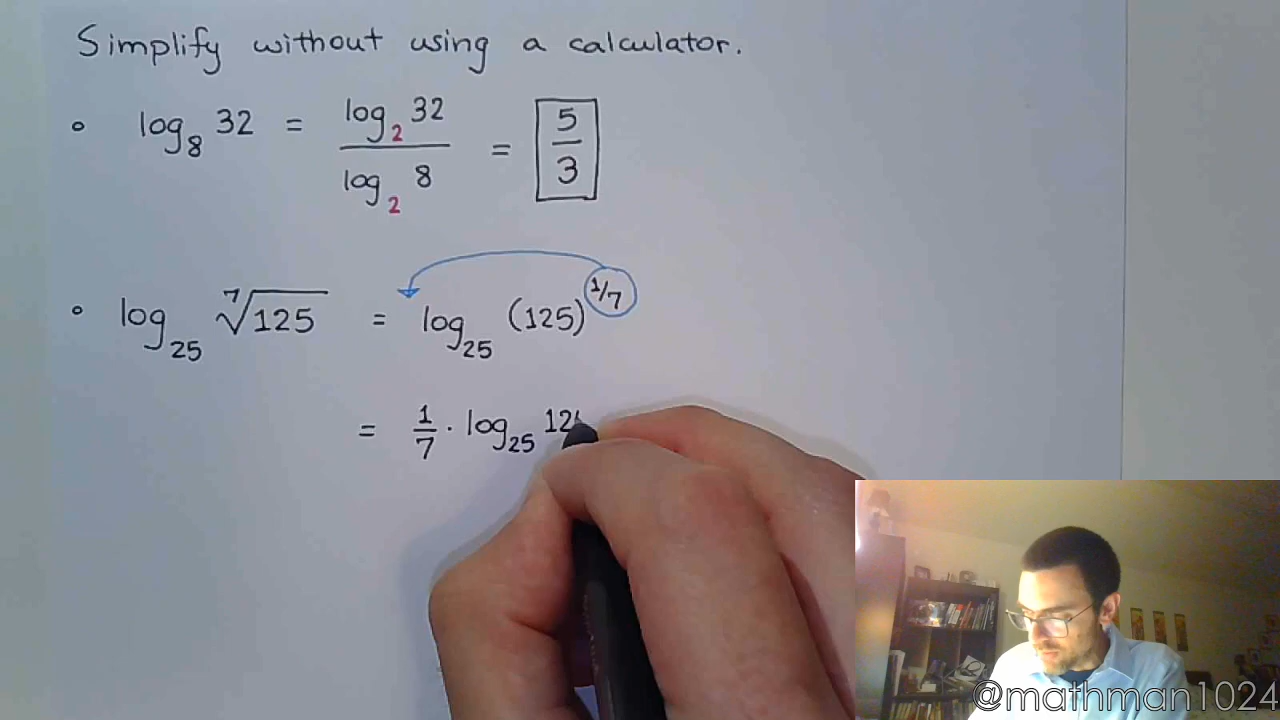 Simplify without using a calculator.
∘ log₈ 32 = log₂ 32 / log₂ 8 = 5/3
∘ log₂₅ ⁷√125 = log₂₅ (125)^1/7
= 1/7 · log₂₅ 12
@mathman1024